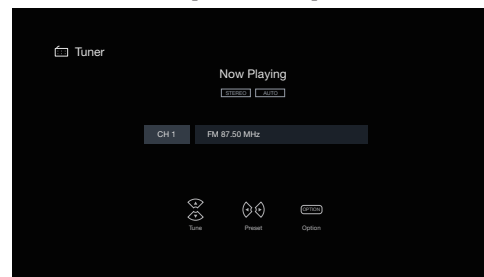 Tuner
Now Playing
STEREO AUTO
CH 1 FM 87.50 MHz
OPTION
Tune Preset Option